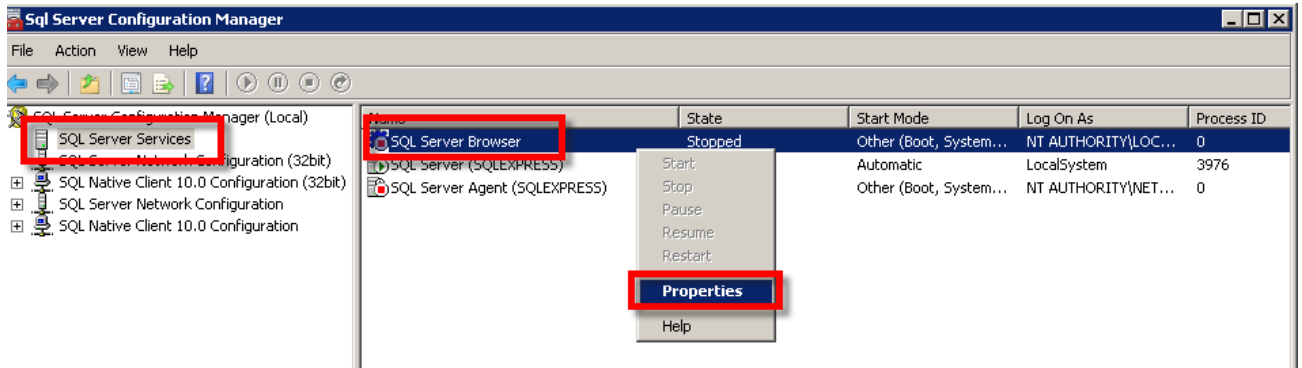 Sql Server Configuration Manager
File Action View Help
SQL Server Configuration Manager (Local)
SQL Server Services
SQL Server Network Configuration (32bit)
SQL Native Client 10.0 Configuration (32bit)
SQL Server Network Configuration
SQL Native Client 10.0 Configuration
Name State Start Mode Log On As Process ID
SQL Server Browser Stopped Other (Boot, System... NT AUTHORITY\LOC... 0
SQL Server (SQLEXPRESS) Automatic LocalSystem 3976
SQL Server Agent (SQLEXPRESS) Other (Boot, System... NT AUTHORITY\NET... 0
Start
Stop
Pause
Resume
Restart
Properties
Help